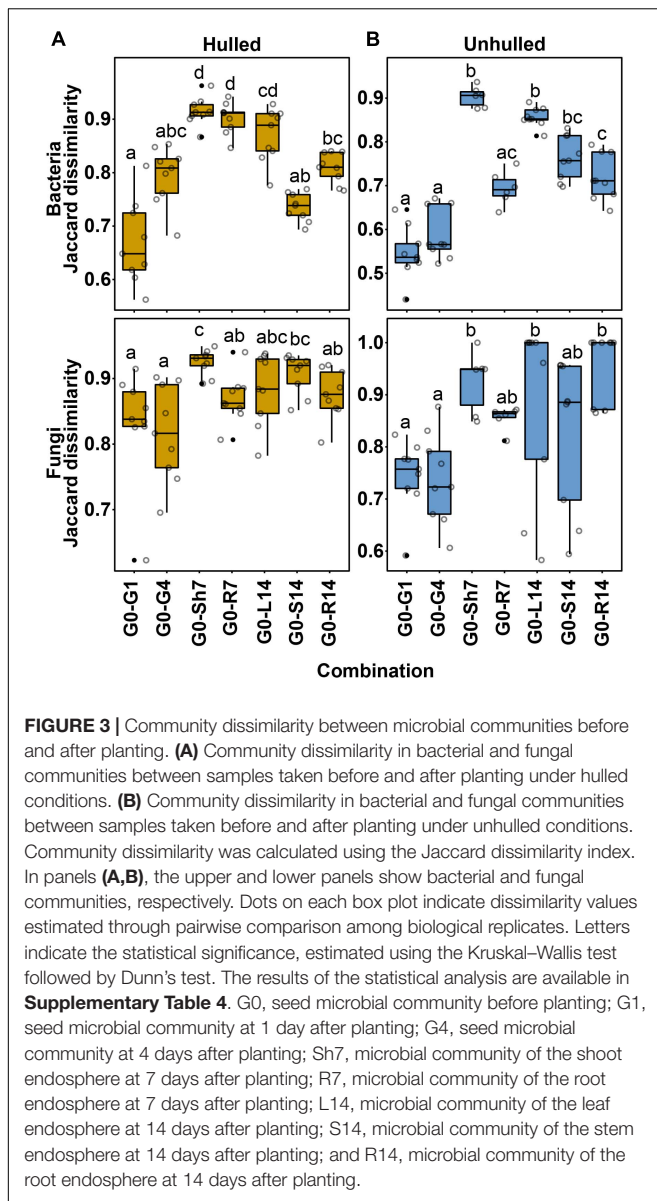 A
Hulled
B
Unhulled
Bacteria
Jaccard dissimilarity
0.9
0.8
0.7
0.6
a
abc
d
d
cd
ab
bc
0.9
0.8
0.7
0.6
0.5
a
a
b
ac
b
bc
c
Fungi
Jaccard dissimilarity
0.9
0.8
0.7
a
a
c
ab
abc
bc
ab
1.0
0.9
0.8
0.7
0.6
a
a
b
ab
b
ab
b
G0-G1
G0-G4
G0-Sh7
G0-R7
G0-L14
G0-S14
G0-R14
G0-G1
G0-G4
G0-Sh7
G0-R7
G0-L14
G0-S14
G0-R14
Combination
FIGURE 3 | Community dissimilarity between microbial communities before
and after planting. (A) Community dissimilarity in bacterial and fungal
communities between samples taken before and after planting under hulled
conditions. (B) Community dissimilarity in bacterial and fungal communities
between samples taken before and after planting under unhulled conditions.
Community dissimilarity was calculated using the Jaccard dissimilarity index.
In panels (A,B), the upper and lower panels show bacterial and fungal
communities, respectively. Dots on each box plot indicate dissimilarity values
estimated through pairwise comparison among biological replicates. Letters
indicate the statistical significance, estimated using the Kruskal–Wallis test
followed by Dunn's test. The results of the statistical analysis are available in
Supplementary Table 4. G0, seed microbial community before planting; G1,
seed microbial community at 1 day after planting; G4, seed microbial
community at 4 days after planting; Sh7, microbial community of the shoot
endosphere at 7 days after planting; R7, microbial community of the root
endosphere at 7 days after planting; L14, microbial community of the leaf
endosphere at 14 days after planting; S14, microbial community of the stem
endosphere at 14 days after planting; and R14, microbial community of the
root endosphere at 14 days after planting.